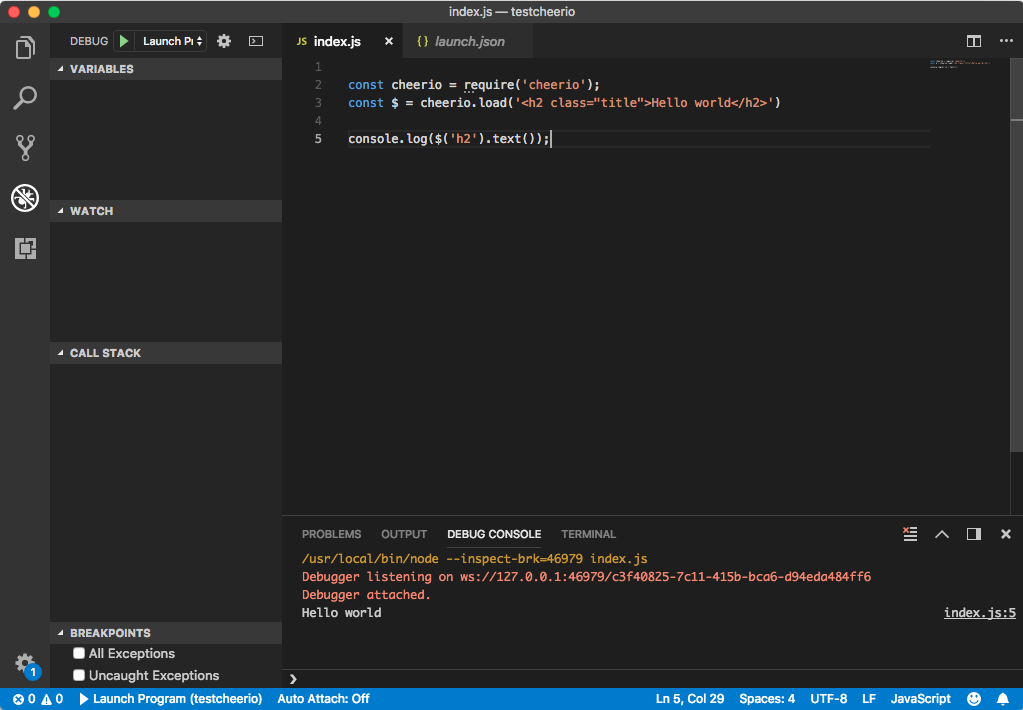 index.js — testcheerio
DEBUG Launch Pr
JS index.js
{} launch.json
VARIABLES
WATCH
CALL STACK
BREAKPOINTS
All Exceptions
Uncaught Exceptions
1
1
2 const cheerio = require('cheerio');
3 const $ = cheerio.load('<h2 class="title">Hello world</h2>')
4
5 console.log($('h2').text());
PROBLEMS OUTPUT DEBUG CONSOLE TERMINAL
/usr/local/bin/node --inspect-brk=46979 index.js
Debugger listening on ws://127.0.0.1:46979/c3f40825-7c11-415b-bca6-d94eda484ff6
Debugger attached.
Hello world index.js:5
0 0 Launch Program (testcheerio) Auto Attach: Off Ln 5, Col 29 Spaces: 4 UTF-8 LF JavaScript